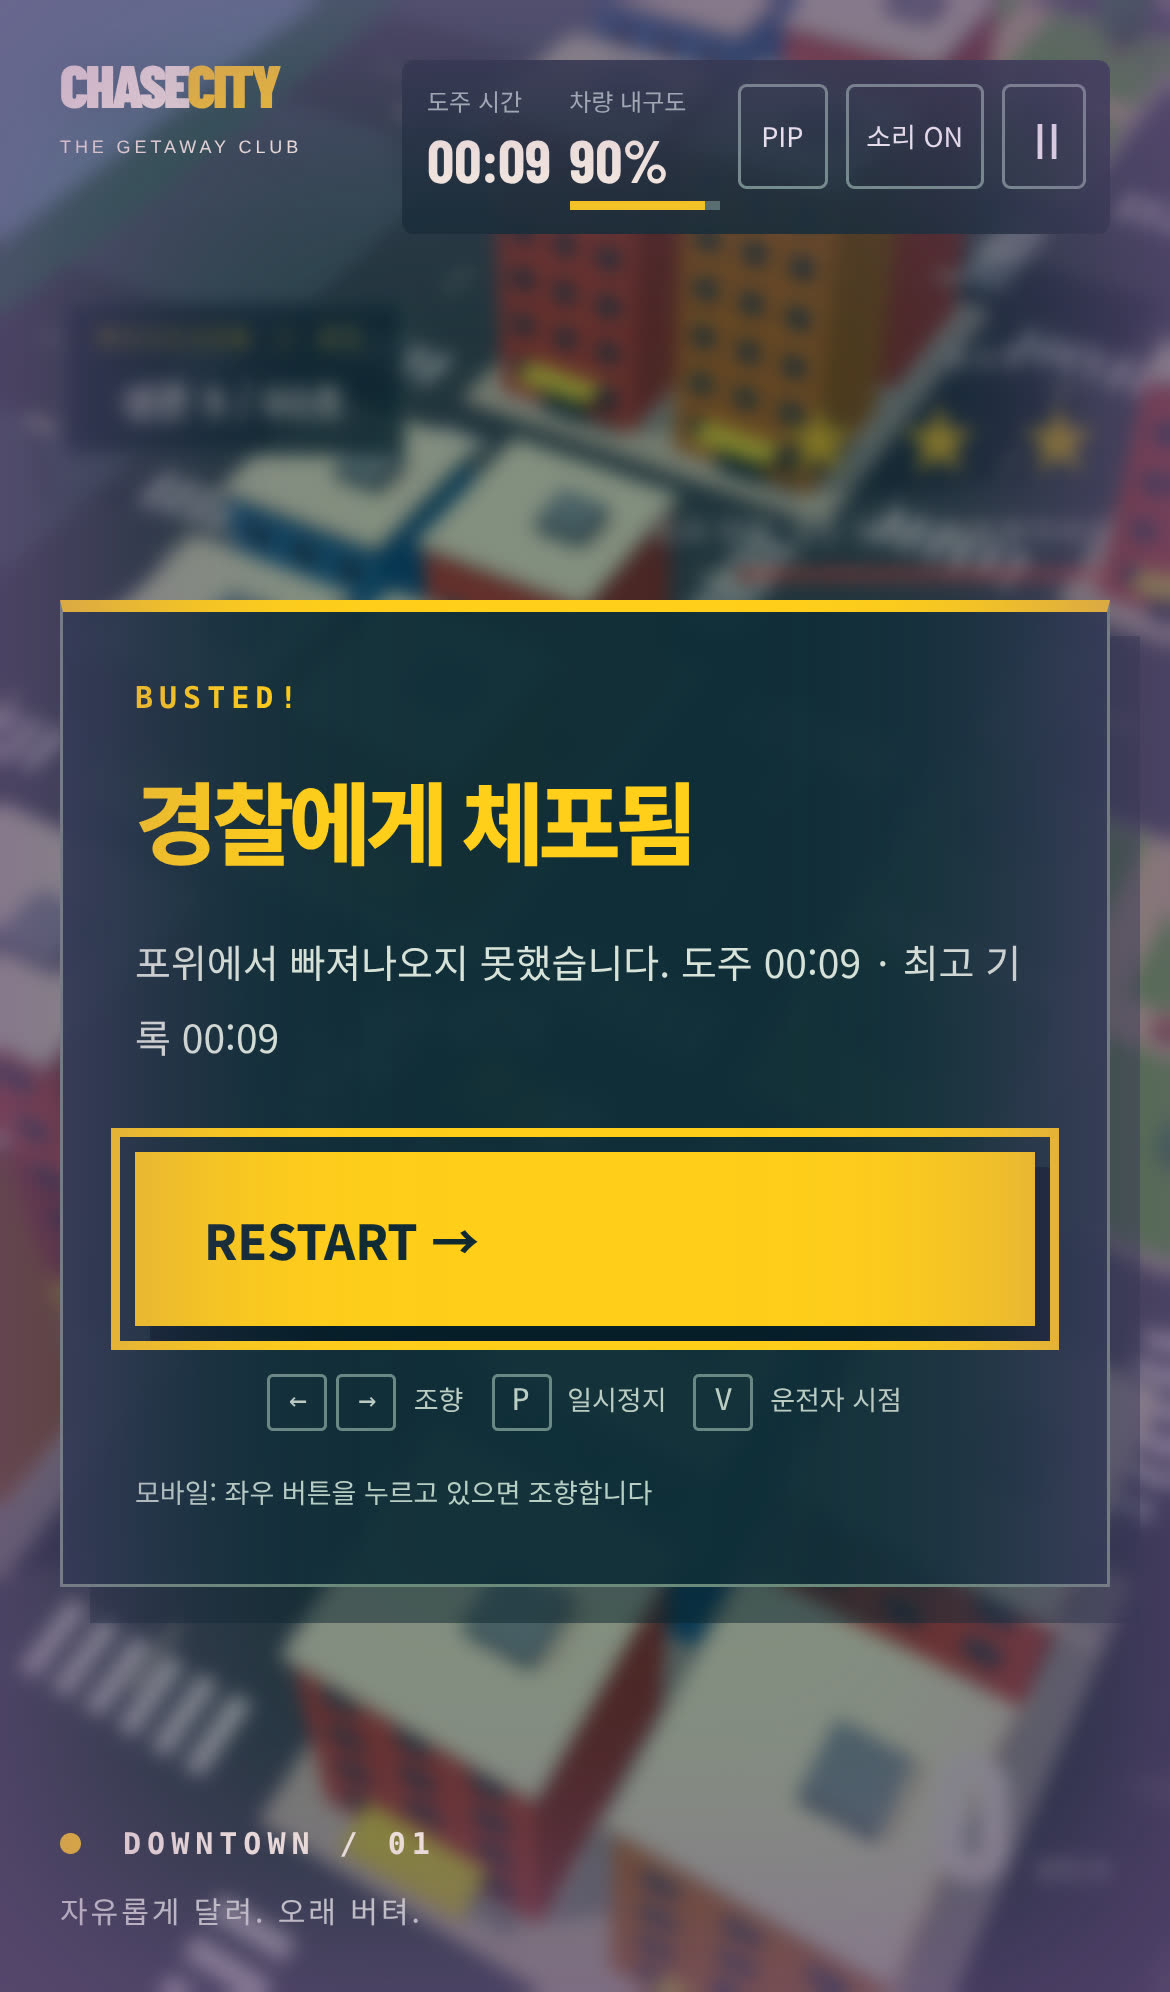 CHASECITY
THE GETAWAY CLUB
도주 시간
00:09
차량 내구도
90%
PIP
소리 ON
BUSTED!
경찰에게 체포됨
포위에서 빠져나오지 못했습니다. 도주 00:09 · 최고 기
록 00:09
RESTART →
← → 조향 P 일시정지 V 운전자 시점
모바일: 좌우 버튼을 누르고 있으면 조향합니다
DOWNTOWN / 01
자유롭게 달려. 오래 버텨.